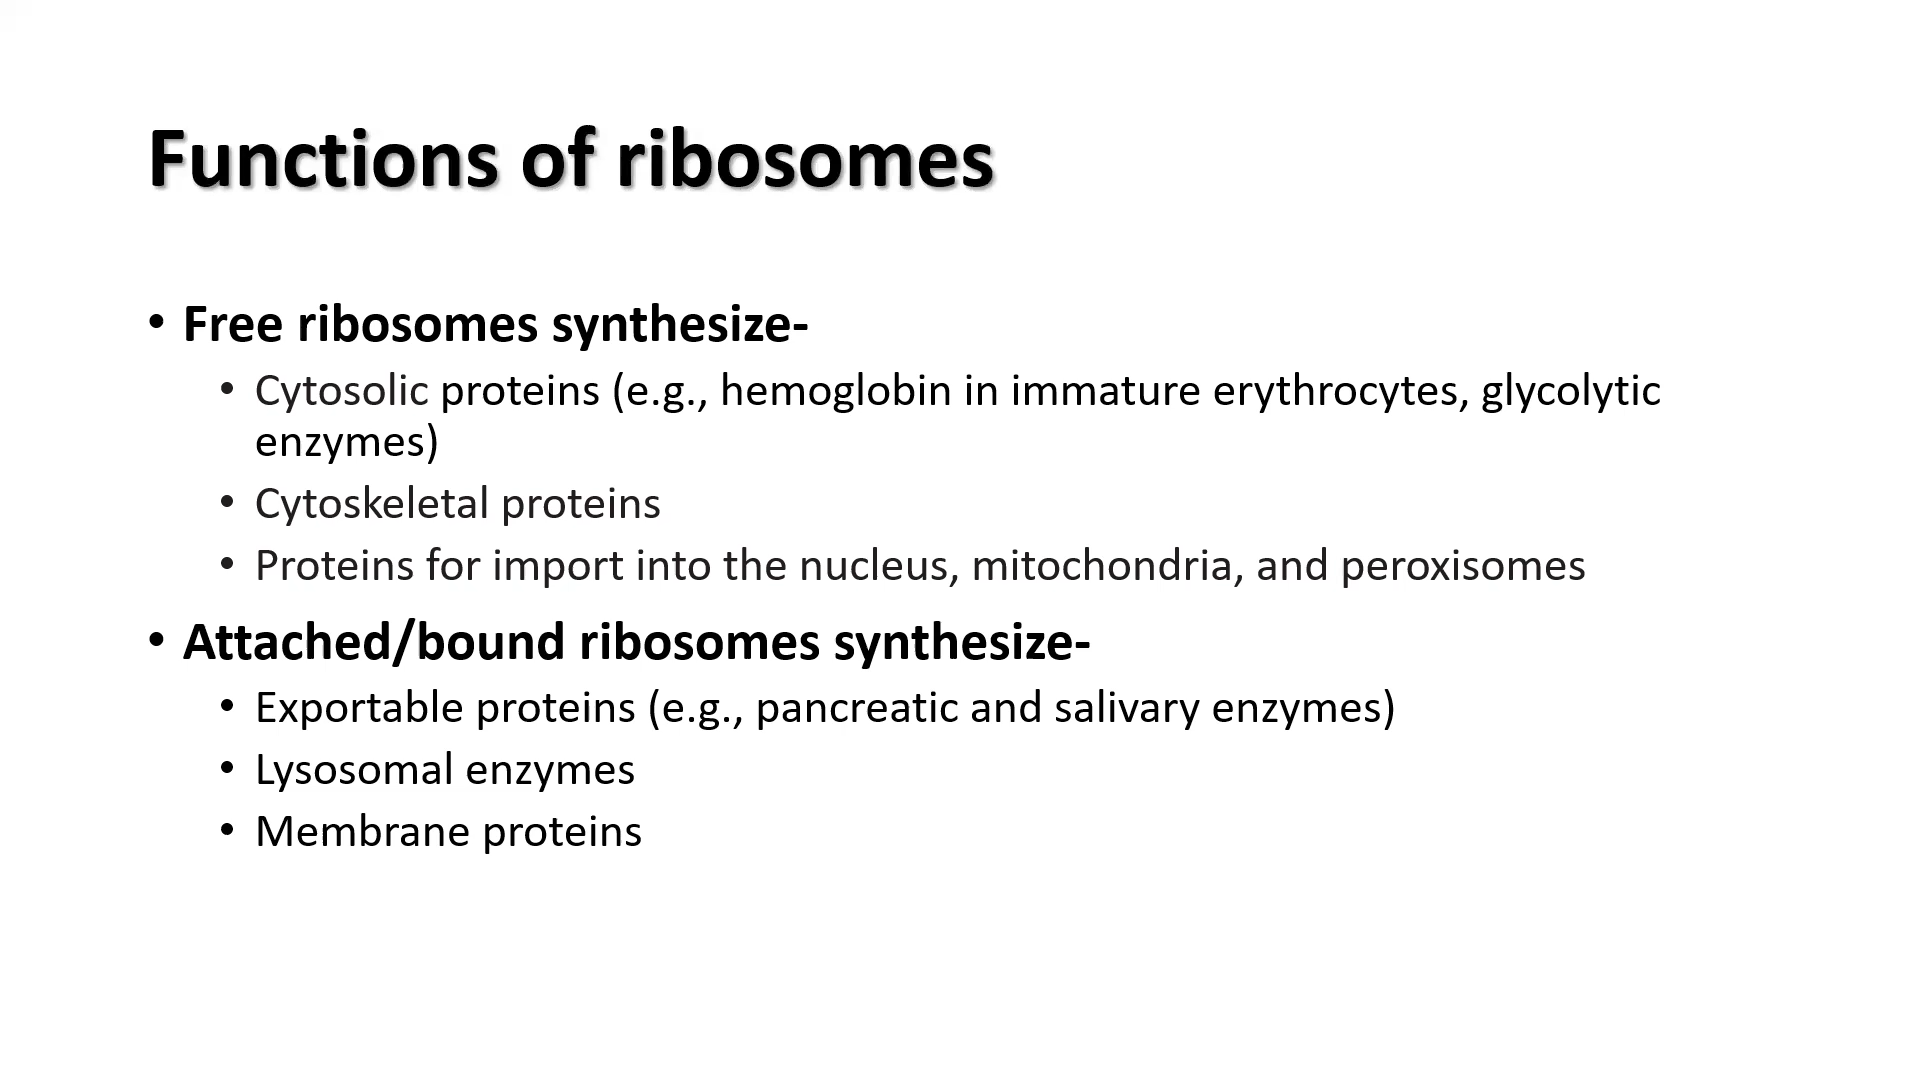 Functions of ribosomes
• Free ribosomes synthesize-
• Cytosolic proteins (e.g., hemoglobin in immature erythrocytes, glycolytic
enzymes)
• Cytoskeletal proteins
• Proteins for import into the nucleus, mitochondria, and peroxisomes
• Attached/bound ribosomes synthesize-
• Exportable proteins (e.g., pancreatic and salivary enzymes)
• Lysosomal enzymes
• Membrane proteins